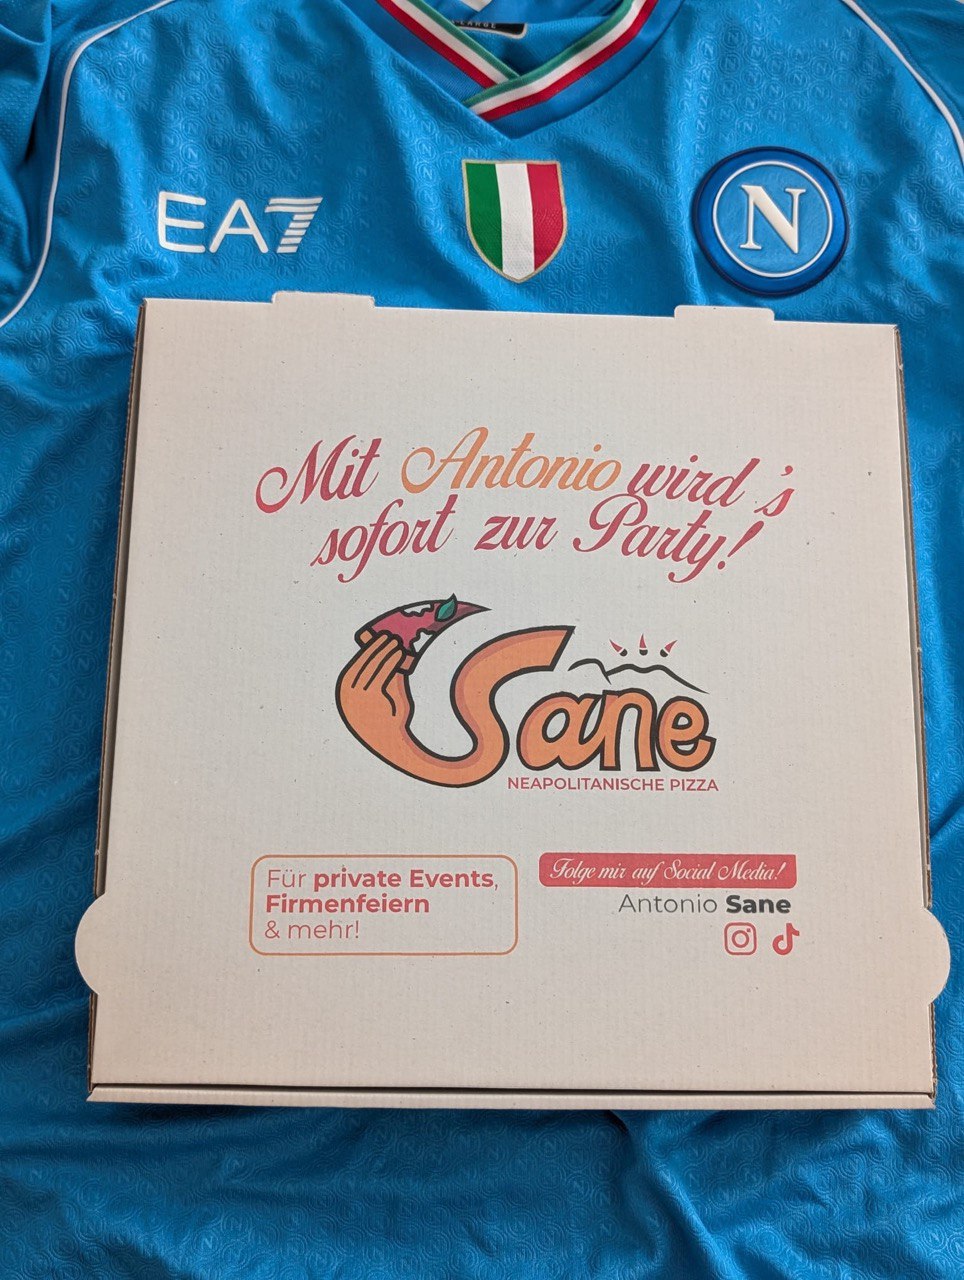 EA7
N
Mit Antonio wird's
sofort zur Party!
Sane
NEAPOLITANISCHE PIZZA
Für private Events,
Firmenfeiern
& mehr!
Folge mir auf Social Media!
Antonio Sane